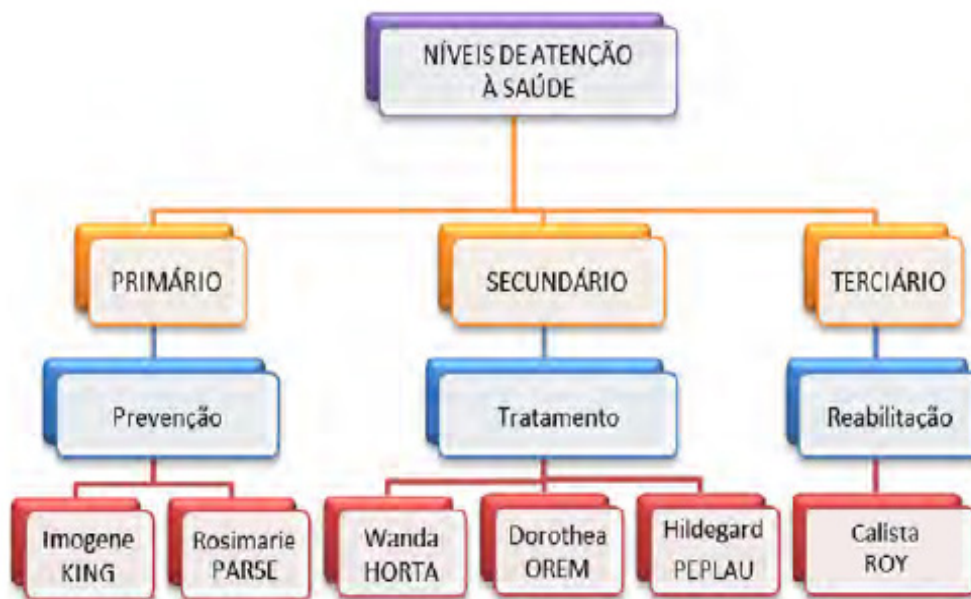 NÍVEIS DE ATENÇÃO
À SAÚDE
PRIMÁRIO
SECUNDÁRIO
TERCIÁRIO
Prevenção
Tratamento
Reabilitação
Imogene
KING
Rosimarie
PARSE
Wanda
HORTA
Dorothea
OREM
Hildegard
PEPLAU
Calista
ROY